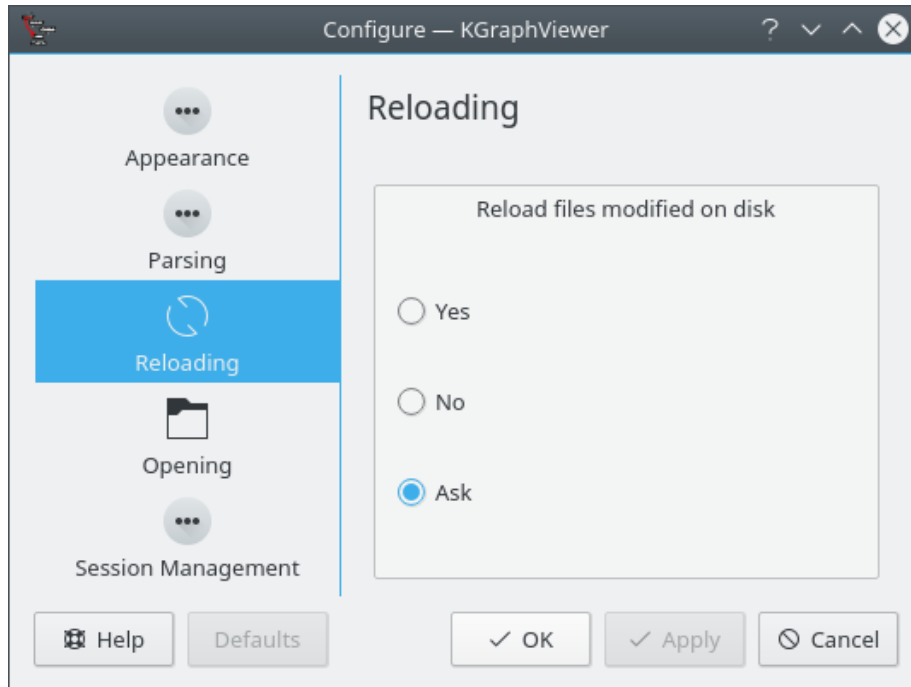 Configure — KGraphViewer
Appearance
Parsing
Reloading
Opening
Session Management
Reloading
Reload files modified on disk
Yes
No
Ask
Help
Defaults
OK
Apply
Cancel